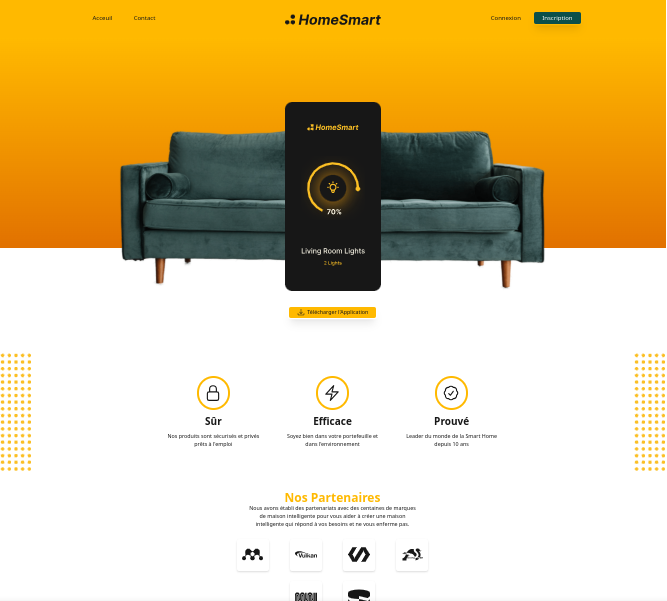 Acceuil
Contact
HomeSmart
Connexion
Inscription
HomeSmart
70%
Living Room Lights
2 Lights
Télécharger l'Application
Sûr
Efficace
Prouvé
Nos produits sont sécurisés et privés
prêts à l'emploi
Soyez bien dans votre portefeuille et
dans l'environnement
Leader du monde de la Smart Home
depuis 10 ans
Nos Partenaires
Nous avons établi des partenariats avec des centaines de marques
de maison intelligente pour vous aider à créer une maison
intelligente qui répond à vos besoins et ne vous enferme pas.
Vulkan